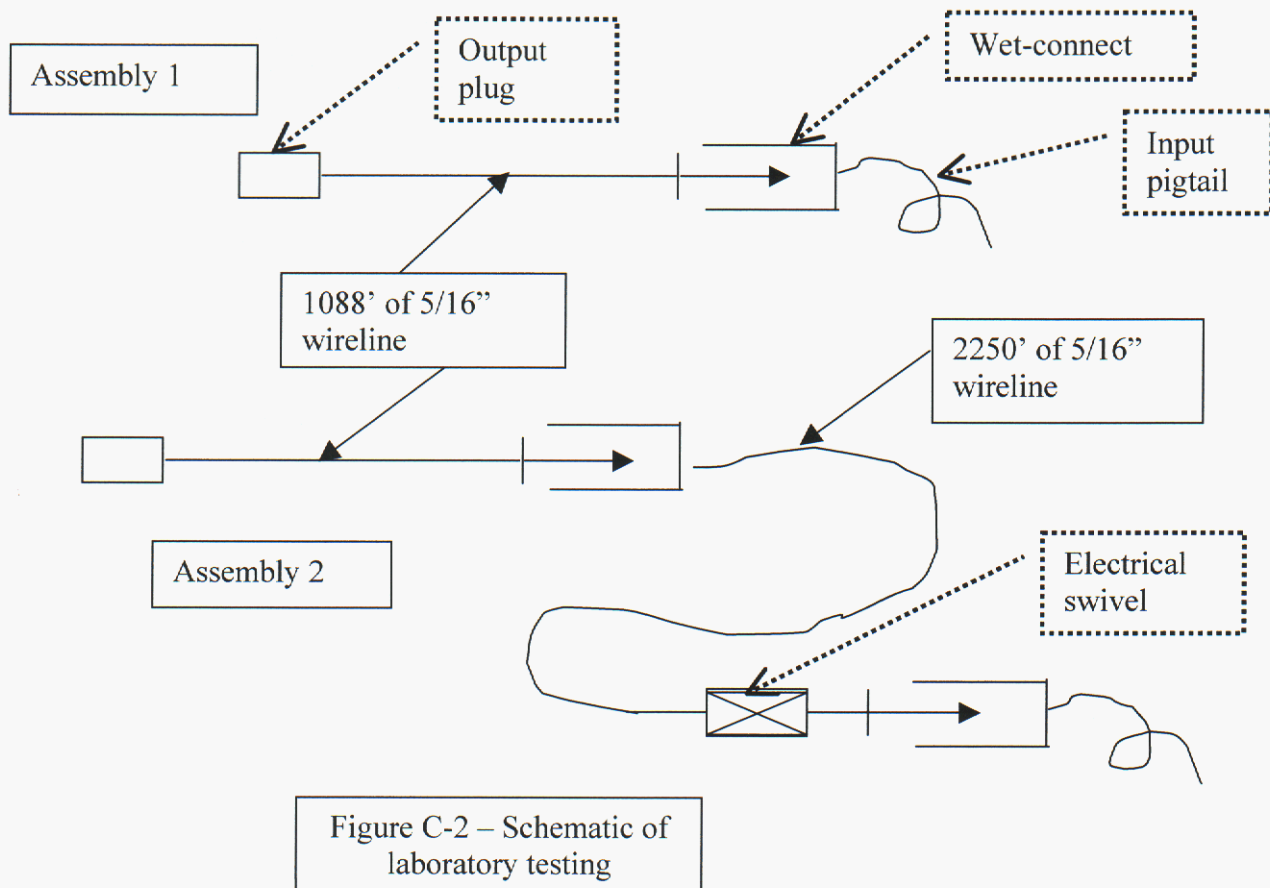 Assembly 1
Output
plug
Wet-connect
Input
pigtail
1088’ of 5/16”
wireline
2250’ of 5/16”
wireline
Assembly 2
Electrical
swivel
Figure C-2 – Schematic of
laboratory testing